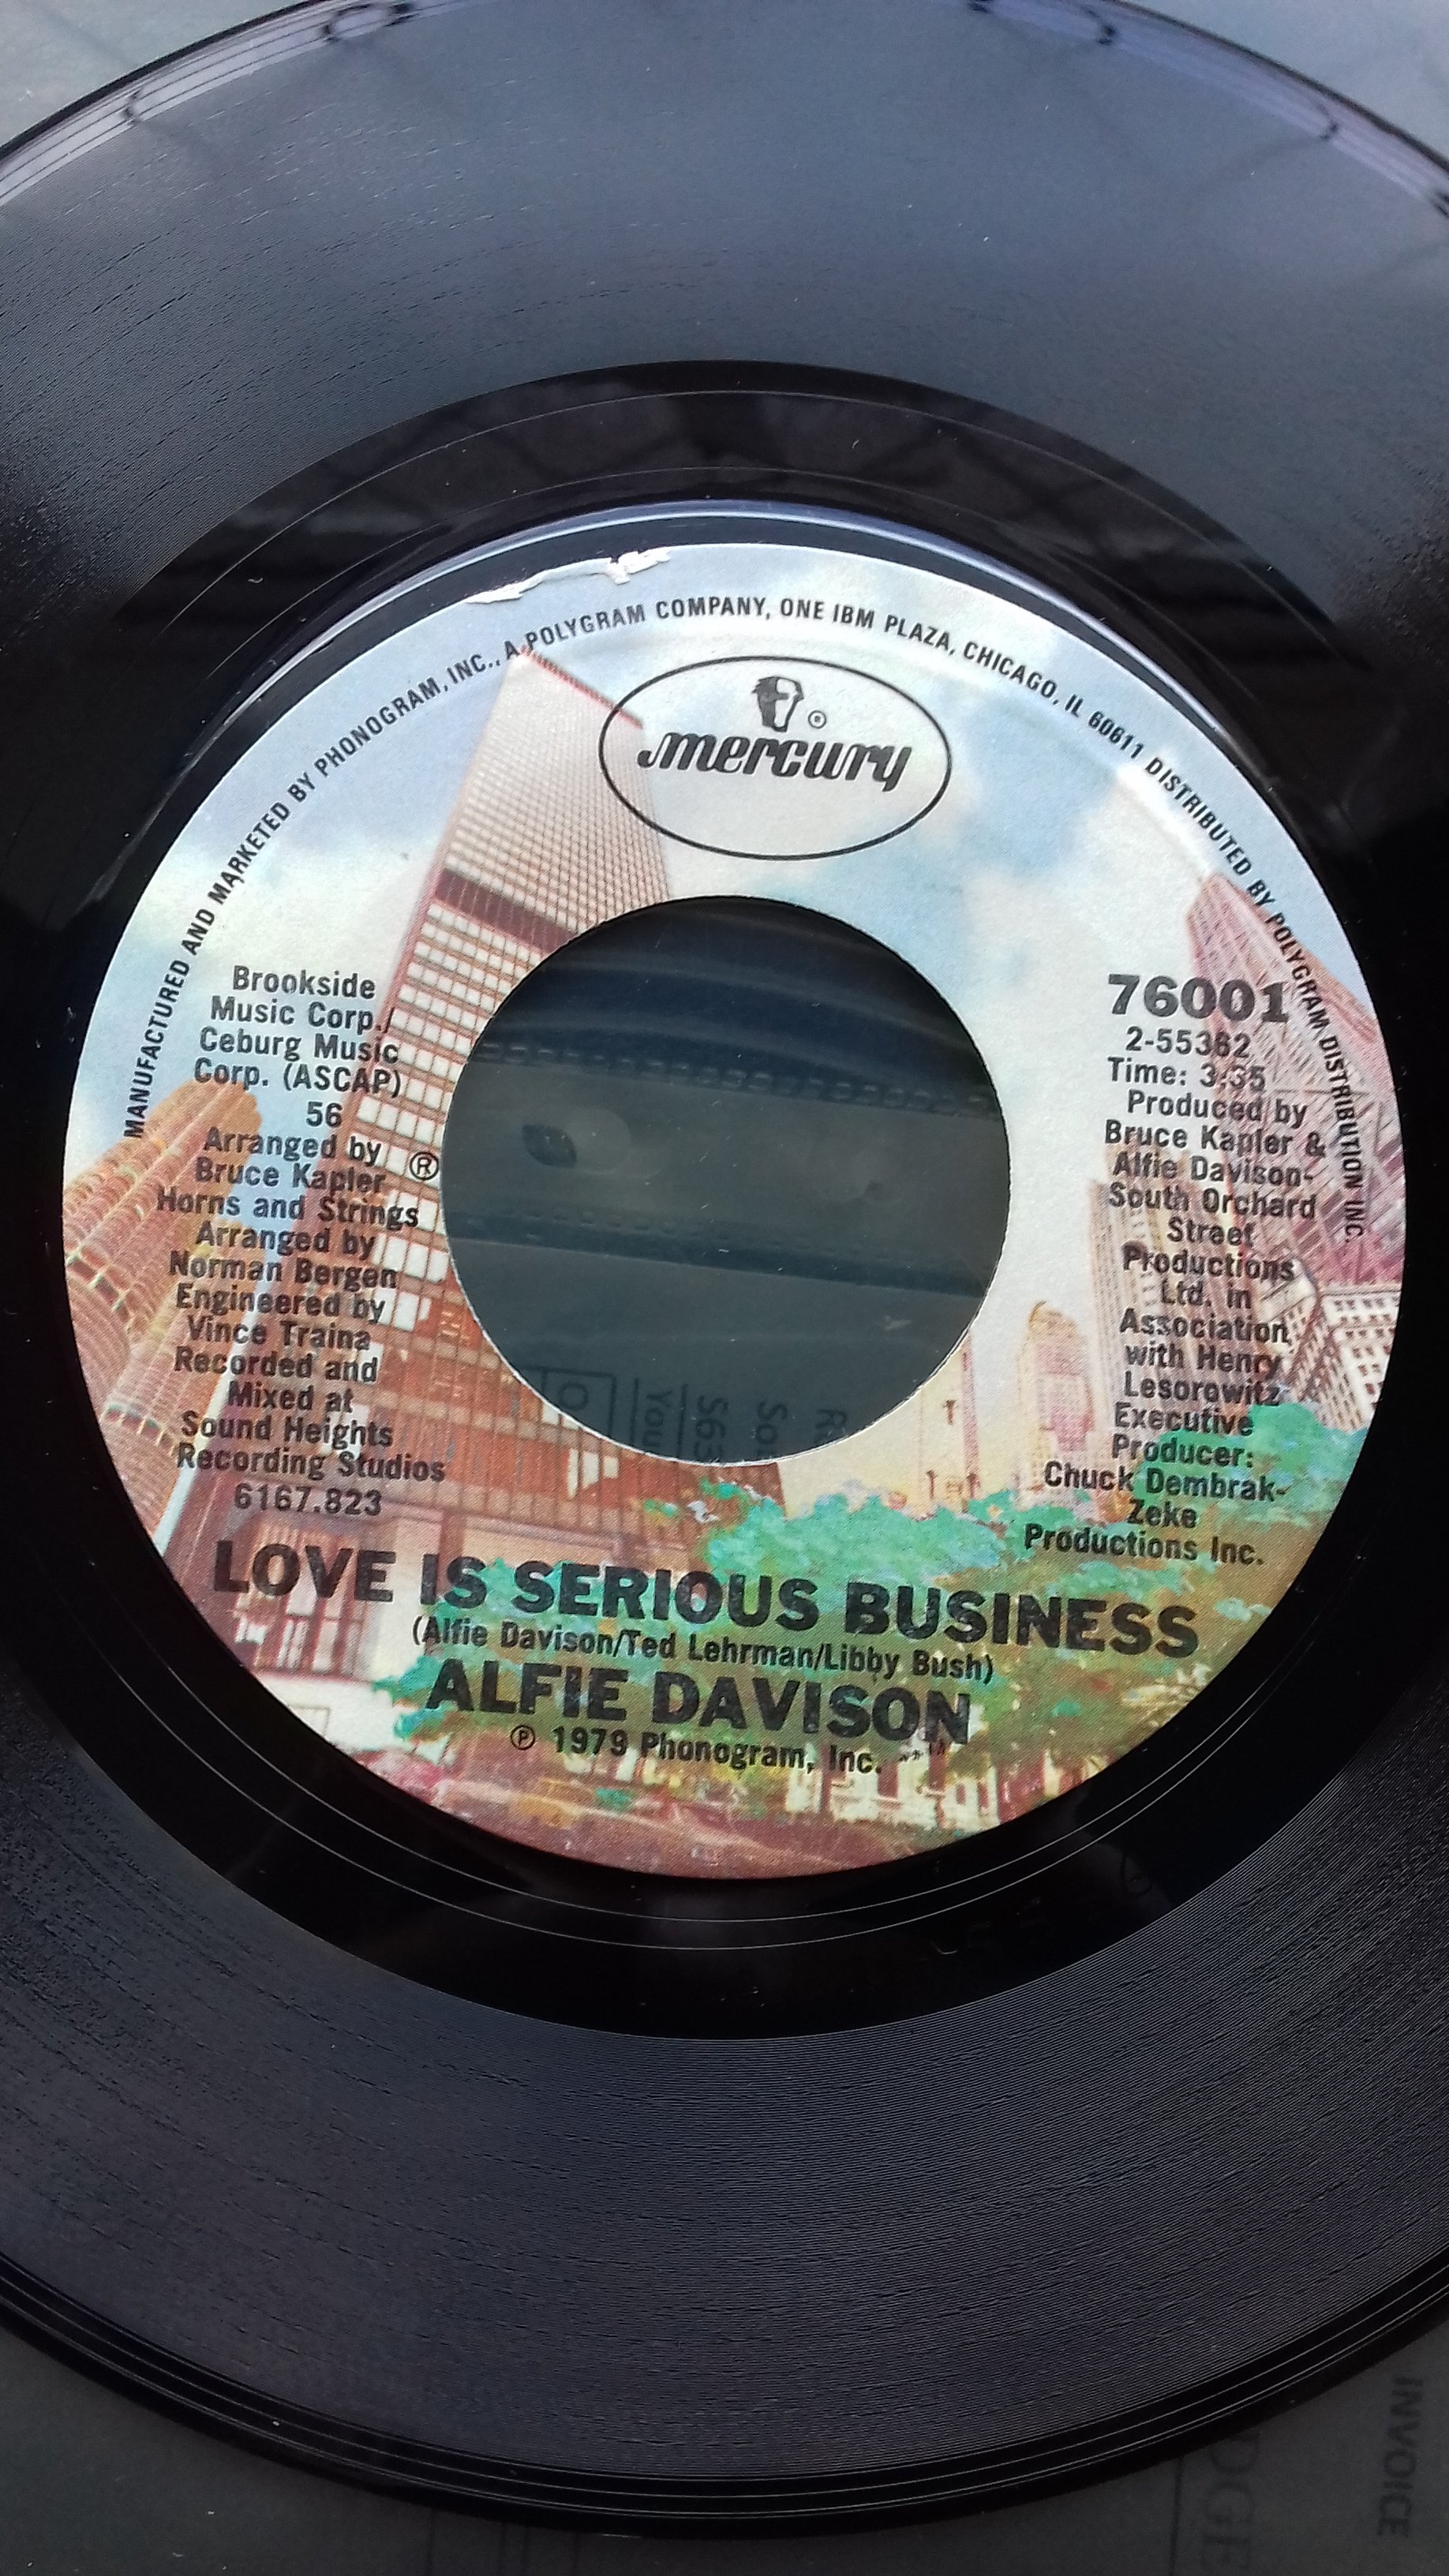 MANUFACTURED AND MARKETED BY PHONOGRAM, INC., A POLYGRAM COMPANY, ONE IBM PLAZA, CHICAGO, IL 60611 DISTRIBUTED BY POLYGRAM DISTRIBUTION INC.
mercury ®
Brookside
Music Corp./
Ceburg Music
Corp. (ASCAP)
56
Arranged by
Bruce Kapler
Horns and Strings
Arranged by
Norman Bergen
Engineered by
Vince Traina
Recorded and
Mixed at
Sound Heights
Recording Studios
6167.823
®
76001
2-55382
Time: 3:35
Produced by
Bruce Kapler &
Alfie Davison-
South Orchard
Street
Productions
Ltd. in
Association
with Henry
Lesorowitz
Executive
Producer:
Chuck Dembrak-
Zeke
Productions Inc.
LOVE IS SERIOUS BUSINESS
(Alfie Davison/Ted Lehrman/Libby Bush)
ALFIE DAVISON
℗ 1979 Phonogram, Inc.
INVOICE